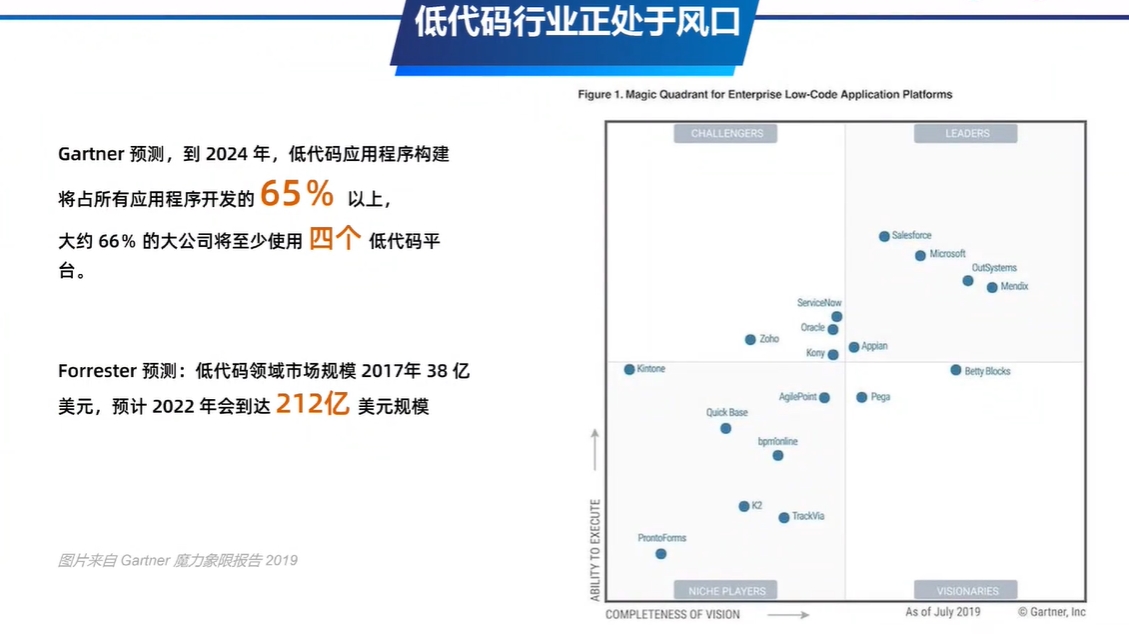 低代码行业正处于风口
Gartner 预测，到 2024 年，低代码应用程序构建
将占所有应用程序开发的 65% 以上，
大约 66% 的大公司将至少使用 四个 低代码平
台。
Forrester 预测：低代码领域市场规模 2017年 38 亿
美元，预计 2022 年会到达 212亿 美元规模
图片来自 Gartner 魔力象限报告 2019
Figure 1. Magic Quadrant for Enterprise Low-Code Application Platforms
CHALLENGERS
LEADERS
Salesforce
Microsoft
OutSystems
Mendix
ServiceNow
Oracle
Zoho
Kony
Appian
Kintone
Betty Blocks
AgilePoint
Pega
Quick Base
bpm'online
K2
TrackVia
ProntoForms
NICHE PLAYERS
VISIONARIES
ABILITY TO EXECUTE
COMPLETENESS OF VISION
As of July 2019
© Gartner, Inc